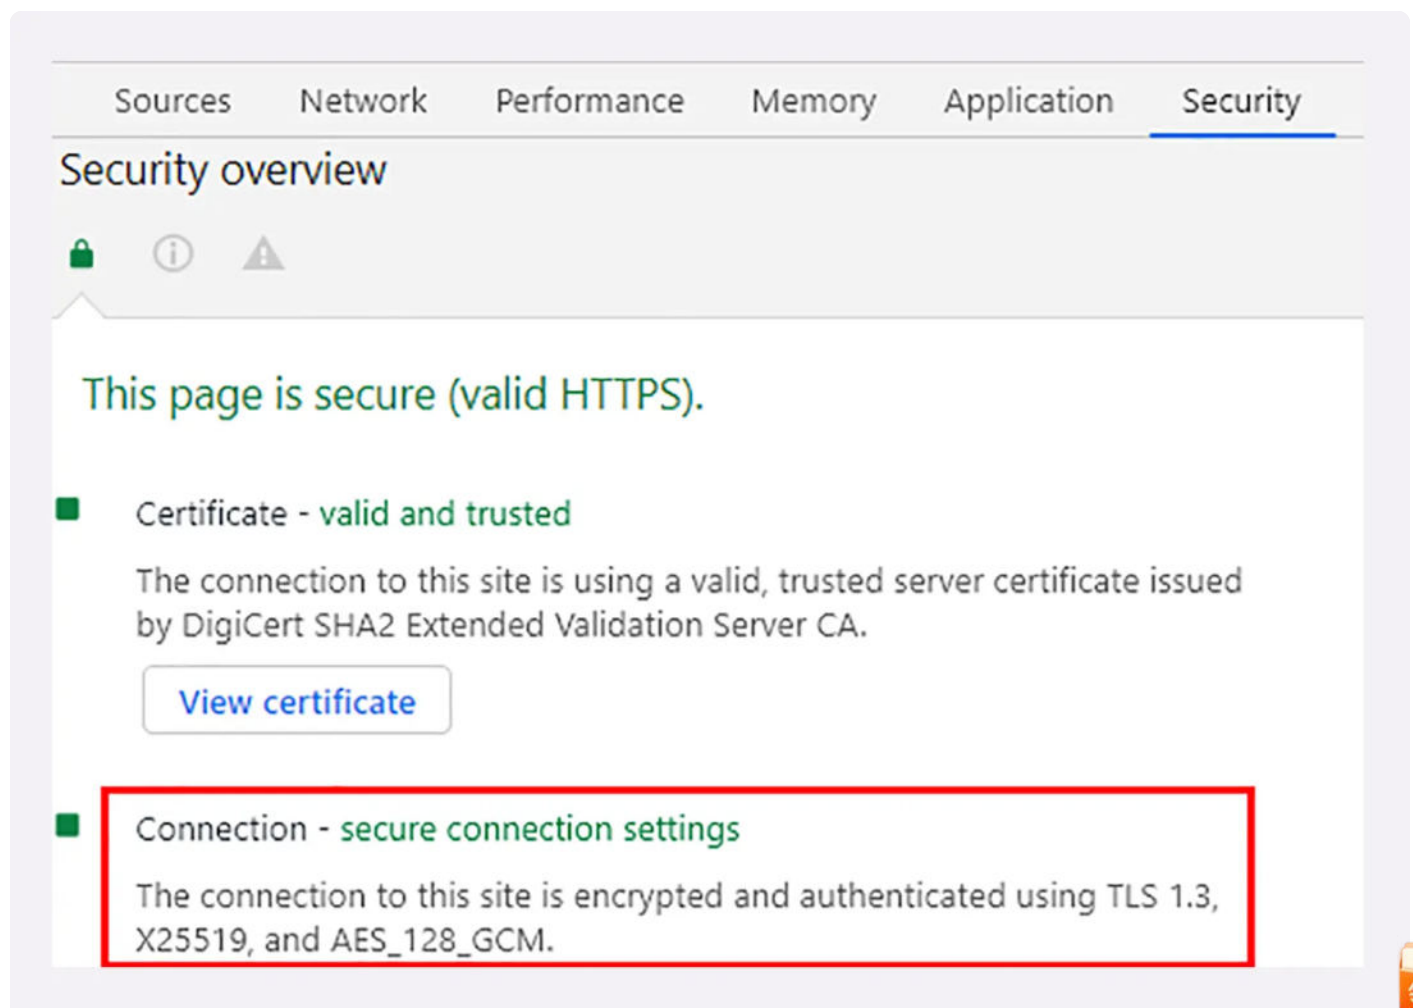 Sources Network Performance Memory Application Security
Security overview
This page is secure (valid HTTPS).
Certificate - valid and trusted
The connection to this site is using a valid, trusted server certificate issued
by DigiCert SHA2 Extended Validation Server CA.
View certificate
Connection - secure connection settings
The connection to this site is encrypted and authenticated using TLS 1.3,
X25519, and AES_128_GCM.